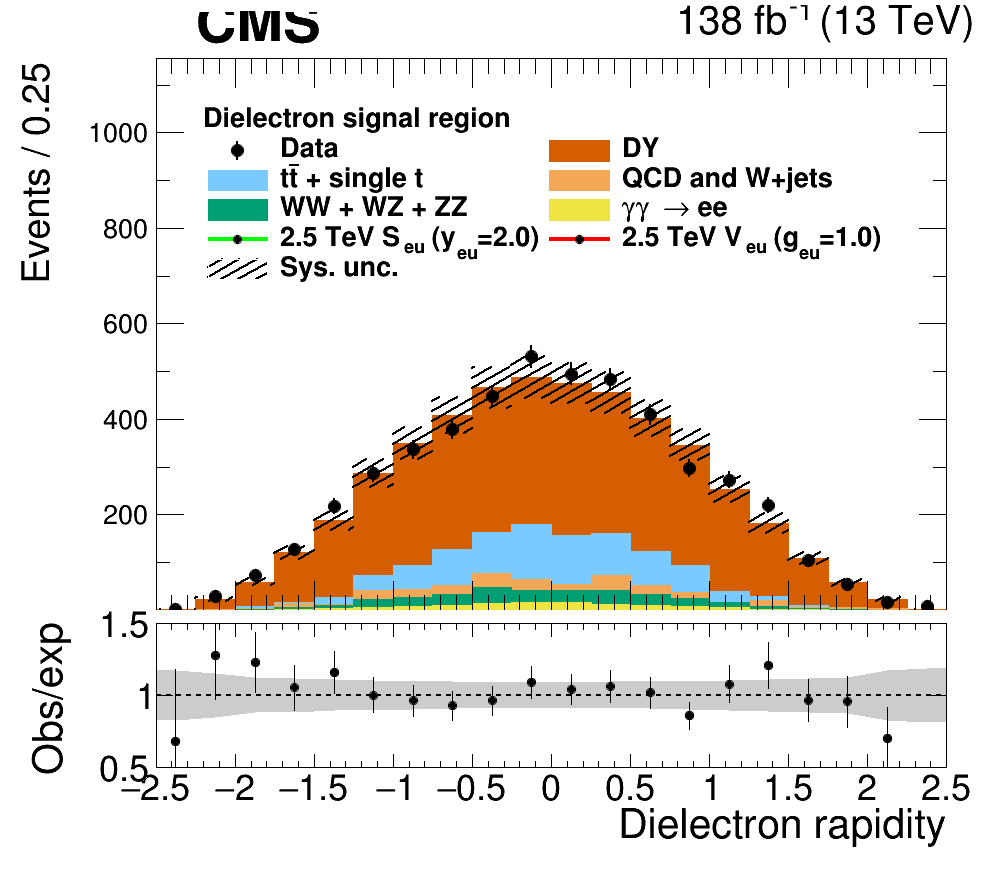 CMS 138 fb⁻¹ (13 TeV)
Events / 0.25
1000
800
600
400
200
Dielectron signal region
Data DY
tt̄ + single t QCD and W+jets
WW + WZ + ZZ γγ → ee
2.5 TeV S_eu (y_eu=2.0) 2.5 TeV V_eu (g_eu=1.0)
Sys. unc.
Obs/exp
1.5
1
0.5
−2.5 −2 −1.5 −1 −0.5 0 0.5 1 1.5 2 2.5
Dielectron rapidity